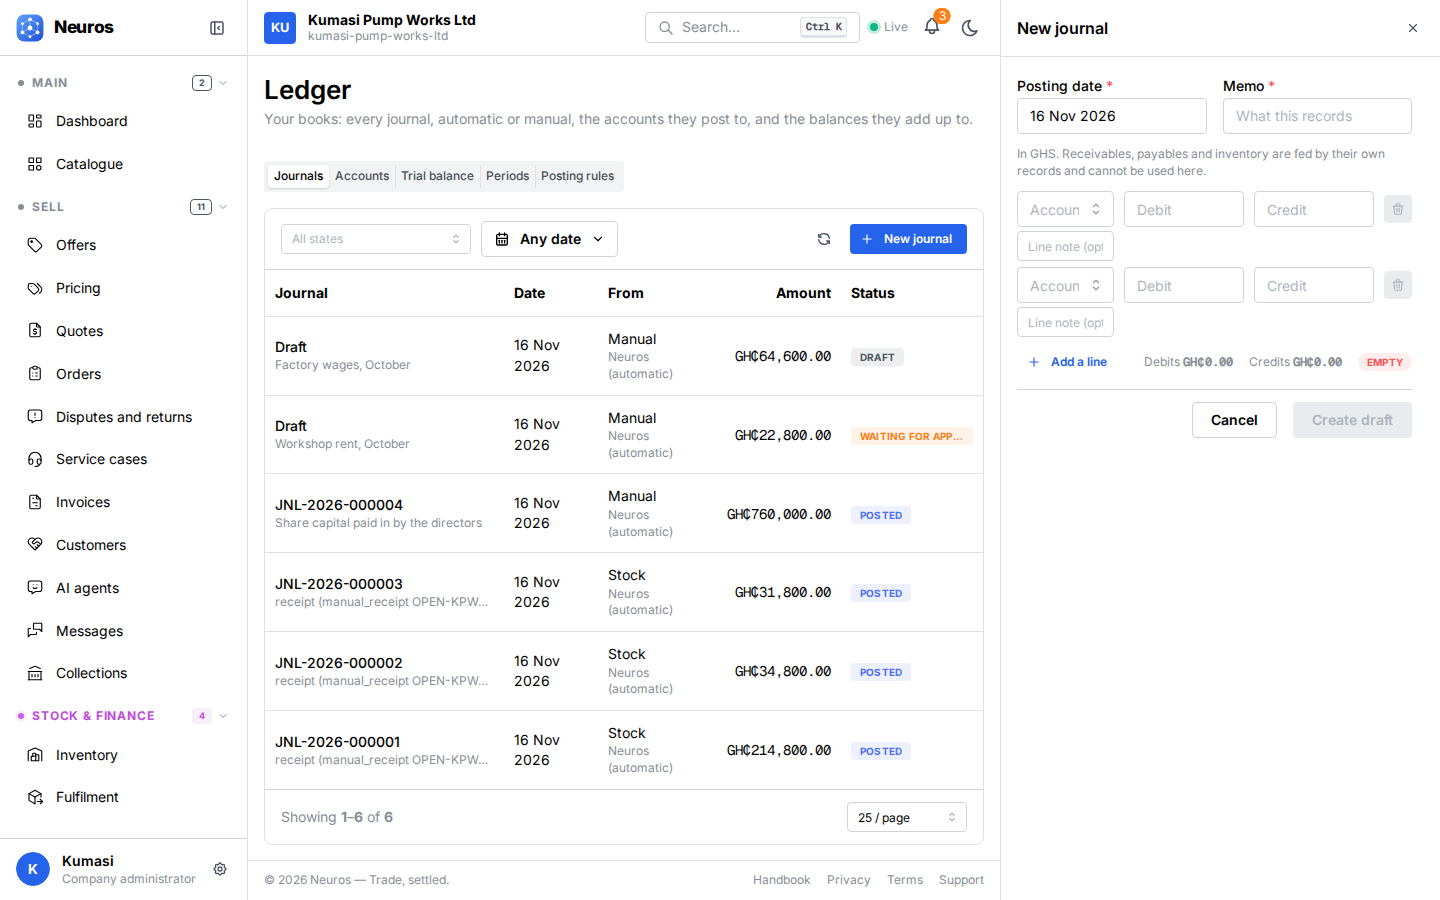 Neuros
MAIN
2
Dashboard
Catalogue
SELL
11
Offers
Pricing
Quotes
Orders
Disputes and returns
Service cases
Invoices
Customers
AI agents
Messages
Collections
STOCK & FINANCE
4
Inventory
Fulfilment
K
Kumasi
Company administrator
KU
Kumasi Pump Works Ltd
kumasi-pump-works-ltd
Search...
Ctrl K
Live
3
Ledger
Your books: every journal, automatic or manual, the accounts they post to, and the balances they add up to.
Journals
Accounts
Trial balance
Periods
Posting rules
All states
Any date
New journal
Journal Date From Amount Status
Draft
Factory wages, October
16 Nov
2026
Manual
Neuros
(automatic)
GH₵64,600.00
DRAFT
Draft
Workshop rent, October
16 Nov
2026
Manual
Neuros
(automatic)
GH₵22,800.00
WAITING FOR APP...
JNL-2026-000004
Share capital paid in by the directors
16 Nov
2026
Manual
Neuros
(automatic)
GH₵760,000.00
POSTED
JNL-2026-000003
receipt (manual_receipt OPEN-KPW...
16 Nov
2026
Stock
Neuros
(automatic)
GH₵31,800.00
POSTED
JNL-2026-000002
receipt (manual_receipt OPEN-KPW...
16 Nov
2026
Stock
Neuros
(automatic)
GH₵34,800.00
POSTED
JNL-2026-000001
receipt (manual_receipt OPEN-KPW...
16 Nov
2026
Stock
Neuros
(automatic)
GH₵214,800.00
POSTED
Showing 1–6 of 6
25 / page
© 2026 Neuros — Trade, settled.
Handbook
Privacy
Terms
Support
New journal
Posting date *
16 Nov 2026
Memo *
What this records
In GHS. Receivables, payables and inventory are fed by their own
records and cannot be used here.
Accoun
Debit
Credit
Line note (opt
Accoun
Debit
Credit
Line note (opt
Add a line
Debits GH₵0.00
Credits GH₵0.00
EMPTY
Cancel
Create draft